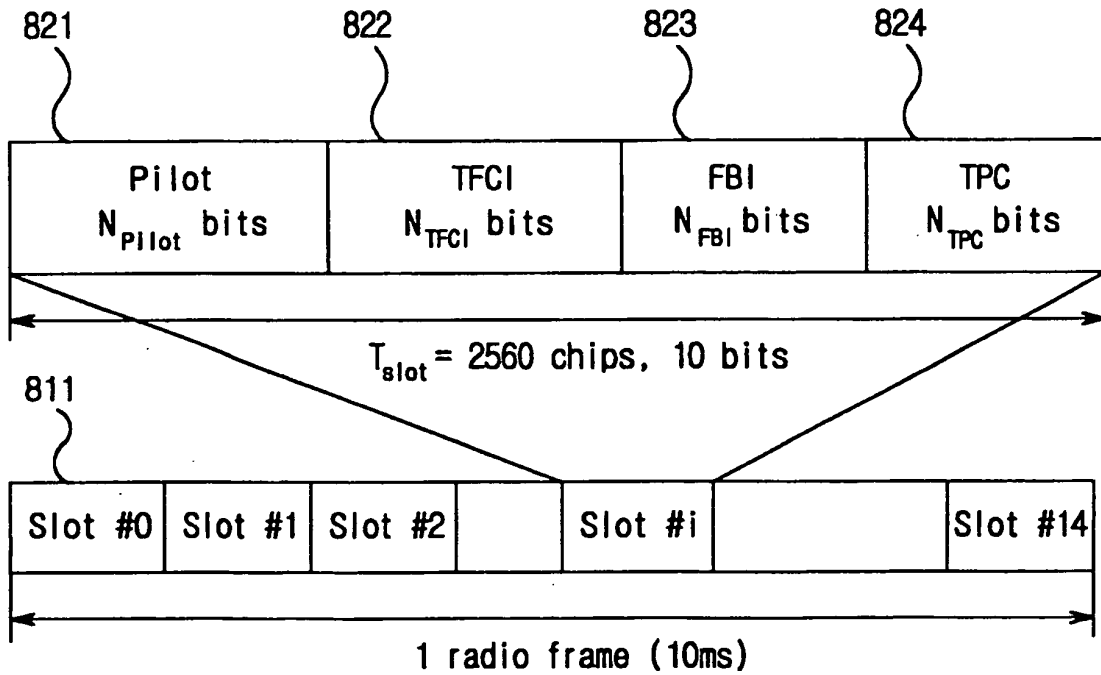 821 822 823 824
Pilot TFCI FBI TPC
N_Pilot bits N_TFCI bits N_FBI bits N_TPC bits
T_slot = 2560 chips, 10 bits
811
Slot #0 Slot #1 Slot #2 Slot #i Slot #14
1 radio frame (10ms)